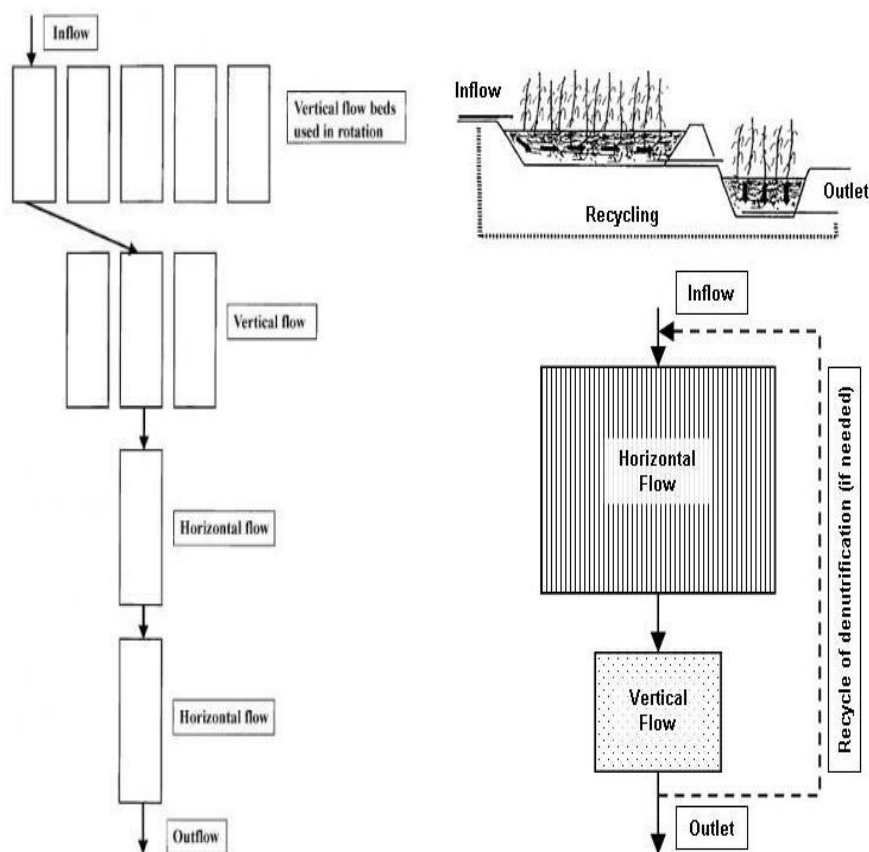 Inflow
Vertical flow beds
used in rotation
Vertical flow
Horizontal flow
Horizontal flow
Outflow
Inflow
Outlet
Recycling
Inflow
Horizontal
Flow
Vertical
Flow
Outlet
Recycle of denutrification (if needed)